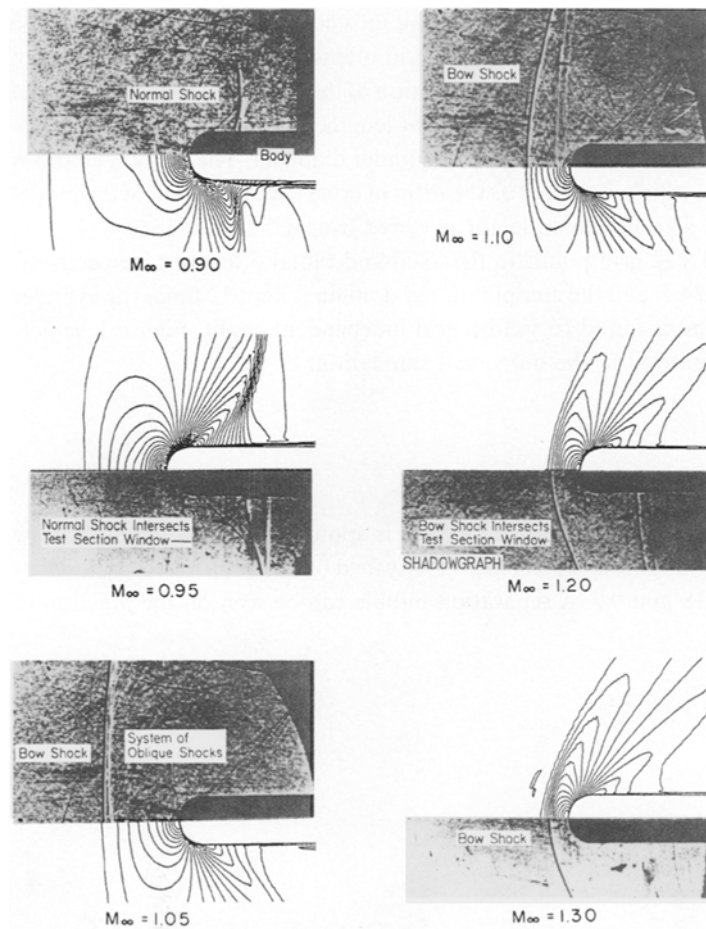 Normal Shock
Body
M∞ = 0.90
Bow Shock
M∞ = 1.10
Normal Shock Intersects
Test Section Window
M∞ = 0.95
Bow Shock Intersects
Test Section Window
SHADOWGRAPH
M∞ = 1.20
Bow Shock
System of
Oblique Shocks
M∞ = 1.05
Bow Shock
M∞ = 1.30